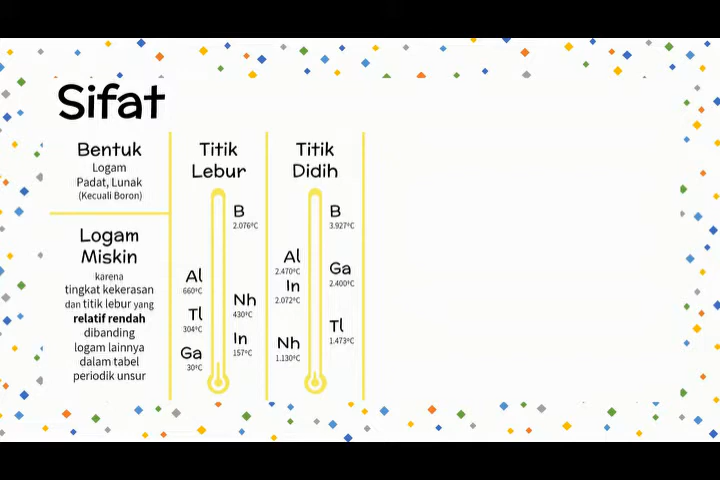 Sifat
Bentuk
Logam
Padat, Lunak
(Kecuali Boron)
Logam
Miskin
karena
tingkat kekerasan
dan titik lebur yang
relatif rendah
dibanding
logam lainnya
dalam tabel
periodik unsur
Titik
Lebur
B
2.076°C
Al
660°C
Nh
430°C
Tl
304°C
In
157°C
Ga
30°C
Titik
Didih
B
3.927°C
Al
2.470°C
Ga
2.400°C
In
2.072°C
Tl
1.473°C
Nh
1.130°C